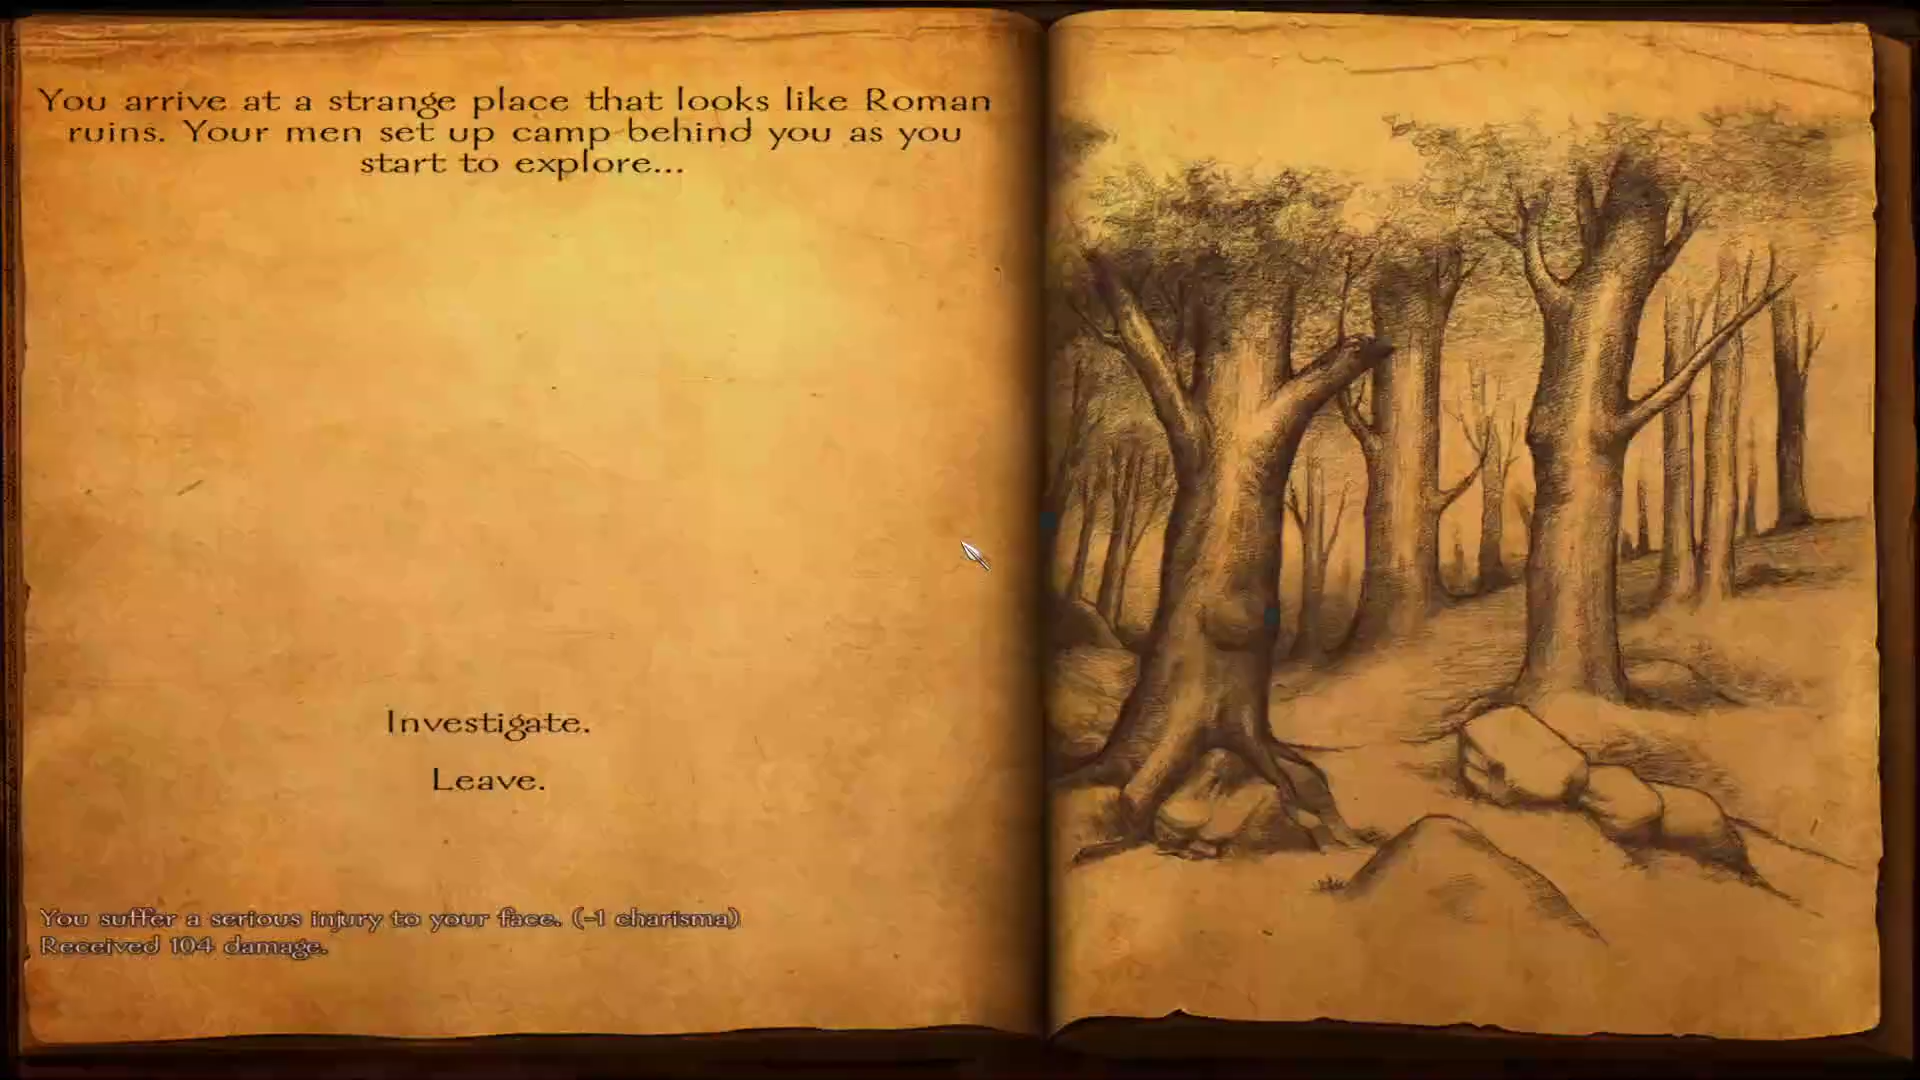 You arrive at a strange place that looks like Roman
ruins. Your men set up camp behind you as you
start to explore...
Investigate.
Leave.
You suffer a serious injury to your face. (-1 charisma)
Received 104 damage.